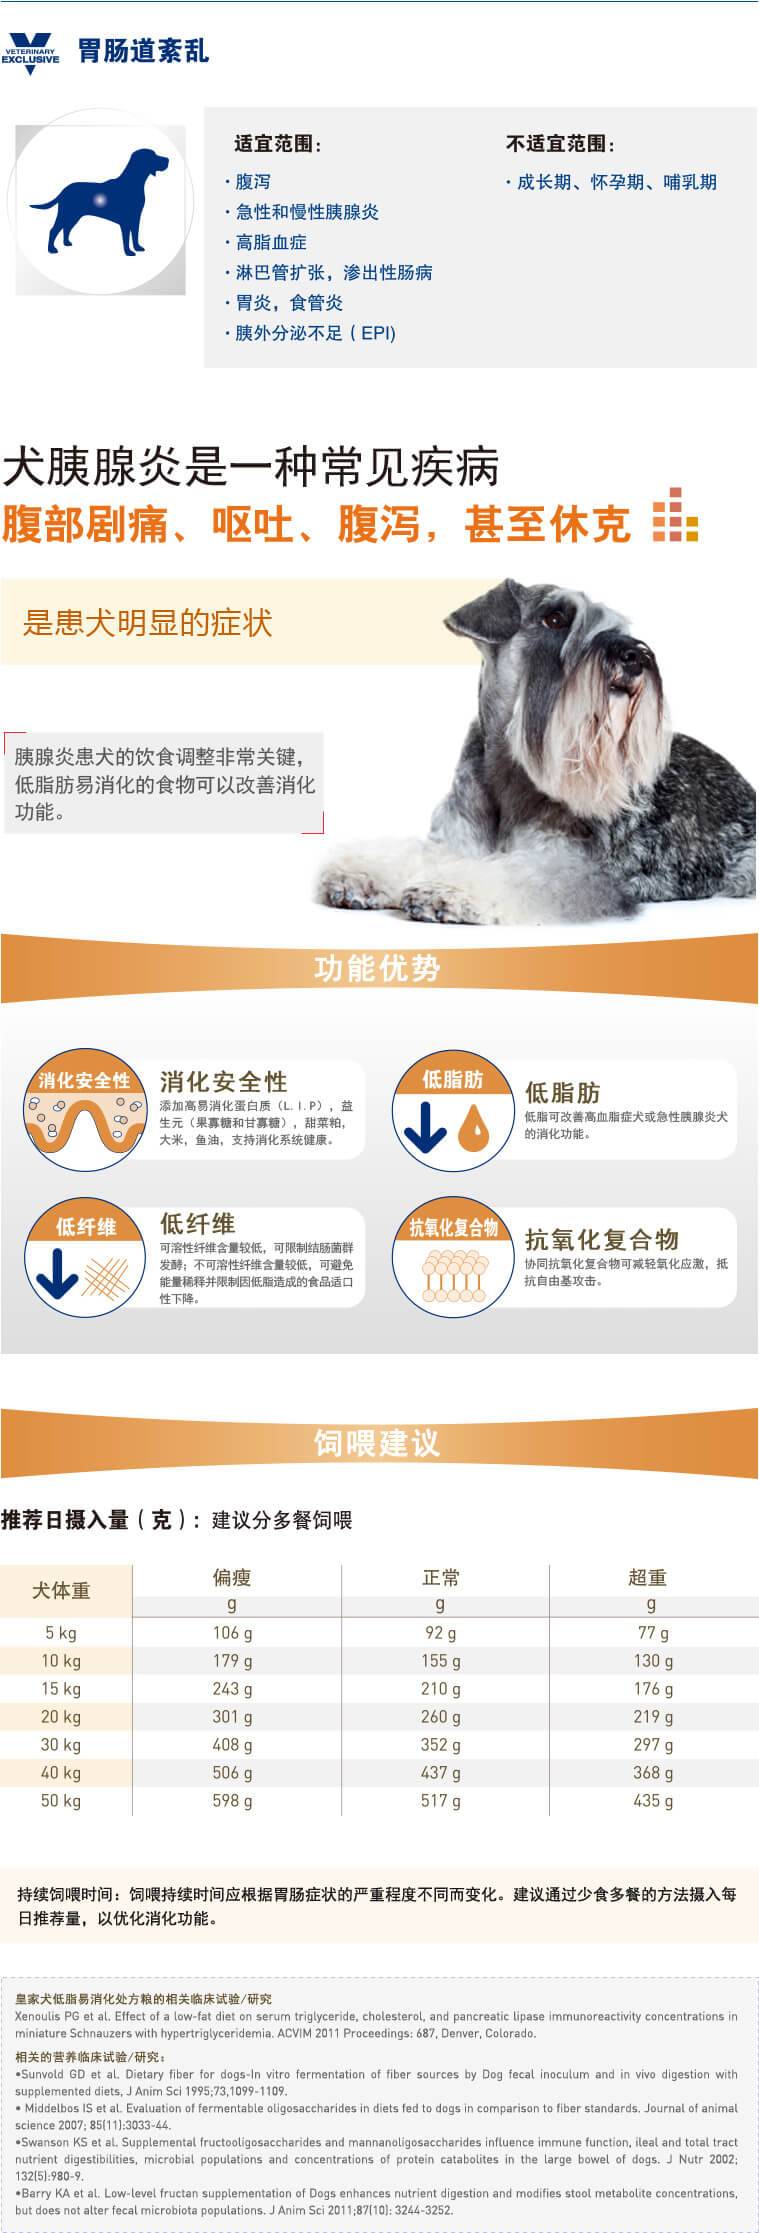 VETERINARY
EXCLUSIVE
胃肠道紊乱
适宜范围：
· 腹泻
· 急性和慢性胰腺炎
· 高脂血症
· 淋巴管扩张，渗出性肠病
· 胃炎，食管炎
· 胰外分泌不足（EPI)
不适宜范围：
· 成长期、怀孕期、哺乳期
犬胰腺炎是一种常见疾病
腹部剧痛、呕吐、腹泻，甚至休克
是患犬明显的症状
胰腺炎患犬的饮食调整非常关键，
低脂肪易消化的食物可以改善消化
功能。
功能优势
消化安全性
消化安全性
添加高易消化蛋白质（L.I.P），益
生元（果寡糖和甘寡糖），甜菜粕，
大米，鱼油，支持消化系统健康。
低脂肪
低脂肪
低脂可改善高血脂症犬或急性胰腺炎犬
的消化功能。
低纤维
低纤维
可溶性纤维含量较低，可限制结肠菌群
发酵；不可溶性纤维含量较低，可避免
能量稀释并限制因低脂造成的食品适口
性下降。
抗氧化复合物
抗氧化复合物
协同抗氧化复合物可减轻氧化应激，抵
抗自由基攻击。
饲喂建议
推荐日摄入量（克）：建议分多餐饲喂
犬体重 偏瘦 正常 超重
g g g
5 kg 106 g 92 g 77 g
10 kg 179 g 155 g 130 g
15 kg 243 g 210 g 176 g
20 kg 301 g 260 g 219 g
30 kg 408 g 352 g 297 g
40 kg 506 g 437 g 368 g
50 kg 598 g 517 g 435 g
持续饲喂时间：饲喂持续时间应根据胃肠症状的严重程度不同而变化。建议通过少食多餐的方法摄入每
日推荐量，以优化消化功能。
皇家犬低脂易消化处方粮的相关临床试验/研究
Xenoulis PG et al. Effect of a low-fat diet on serum triglyceride, cholesterol, and pancreatic lipase immunoreactivity concentrations in
miniature Schnauzers with hypertriglyceridemia. ACVIM 2011 Proceedings: 687, Denver, Colorado.
相关的营养临床试验/研究：
•Sunvold GD et al. Dietary fiber for dogs-In vitro fermentation of fiber sources by Dog fecal inoculum and in vivo digestion with
supplemented diets, J Anim Sci 1995;73,1099-1109.
• Middelbos IS et al. Evaluation of fermentable oligosaccharides in diets fed to dogs in comparison to fiber standards. Journal of animal
science 2007; 85(11):3033-44.
•Swanson KS et al. Supplemental fructooligosaccharides and mannanoligosaccharides influence immune function, ileal and total tract
nutrient digestibilities, microbial populations and concentrations of protein catabolites in the large bowel of dogs. J Nutr 2002;
132(5):980-9.
•Barry KA et al. Low-level fructan supplementation of Dogs enhances nutrient digestion and modifies stool metabolite concentrations,
but does not alter fecal microbiota populations. J Anim Sci 2011;87(10): 3244-3252.